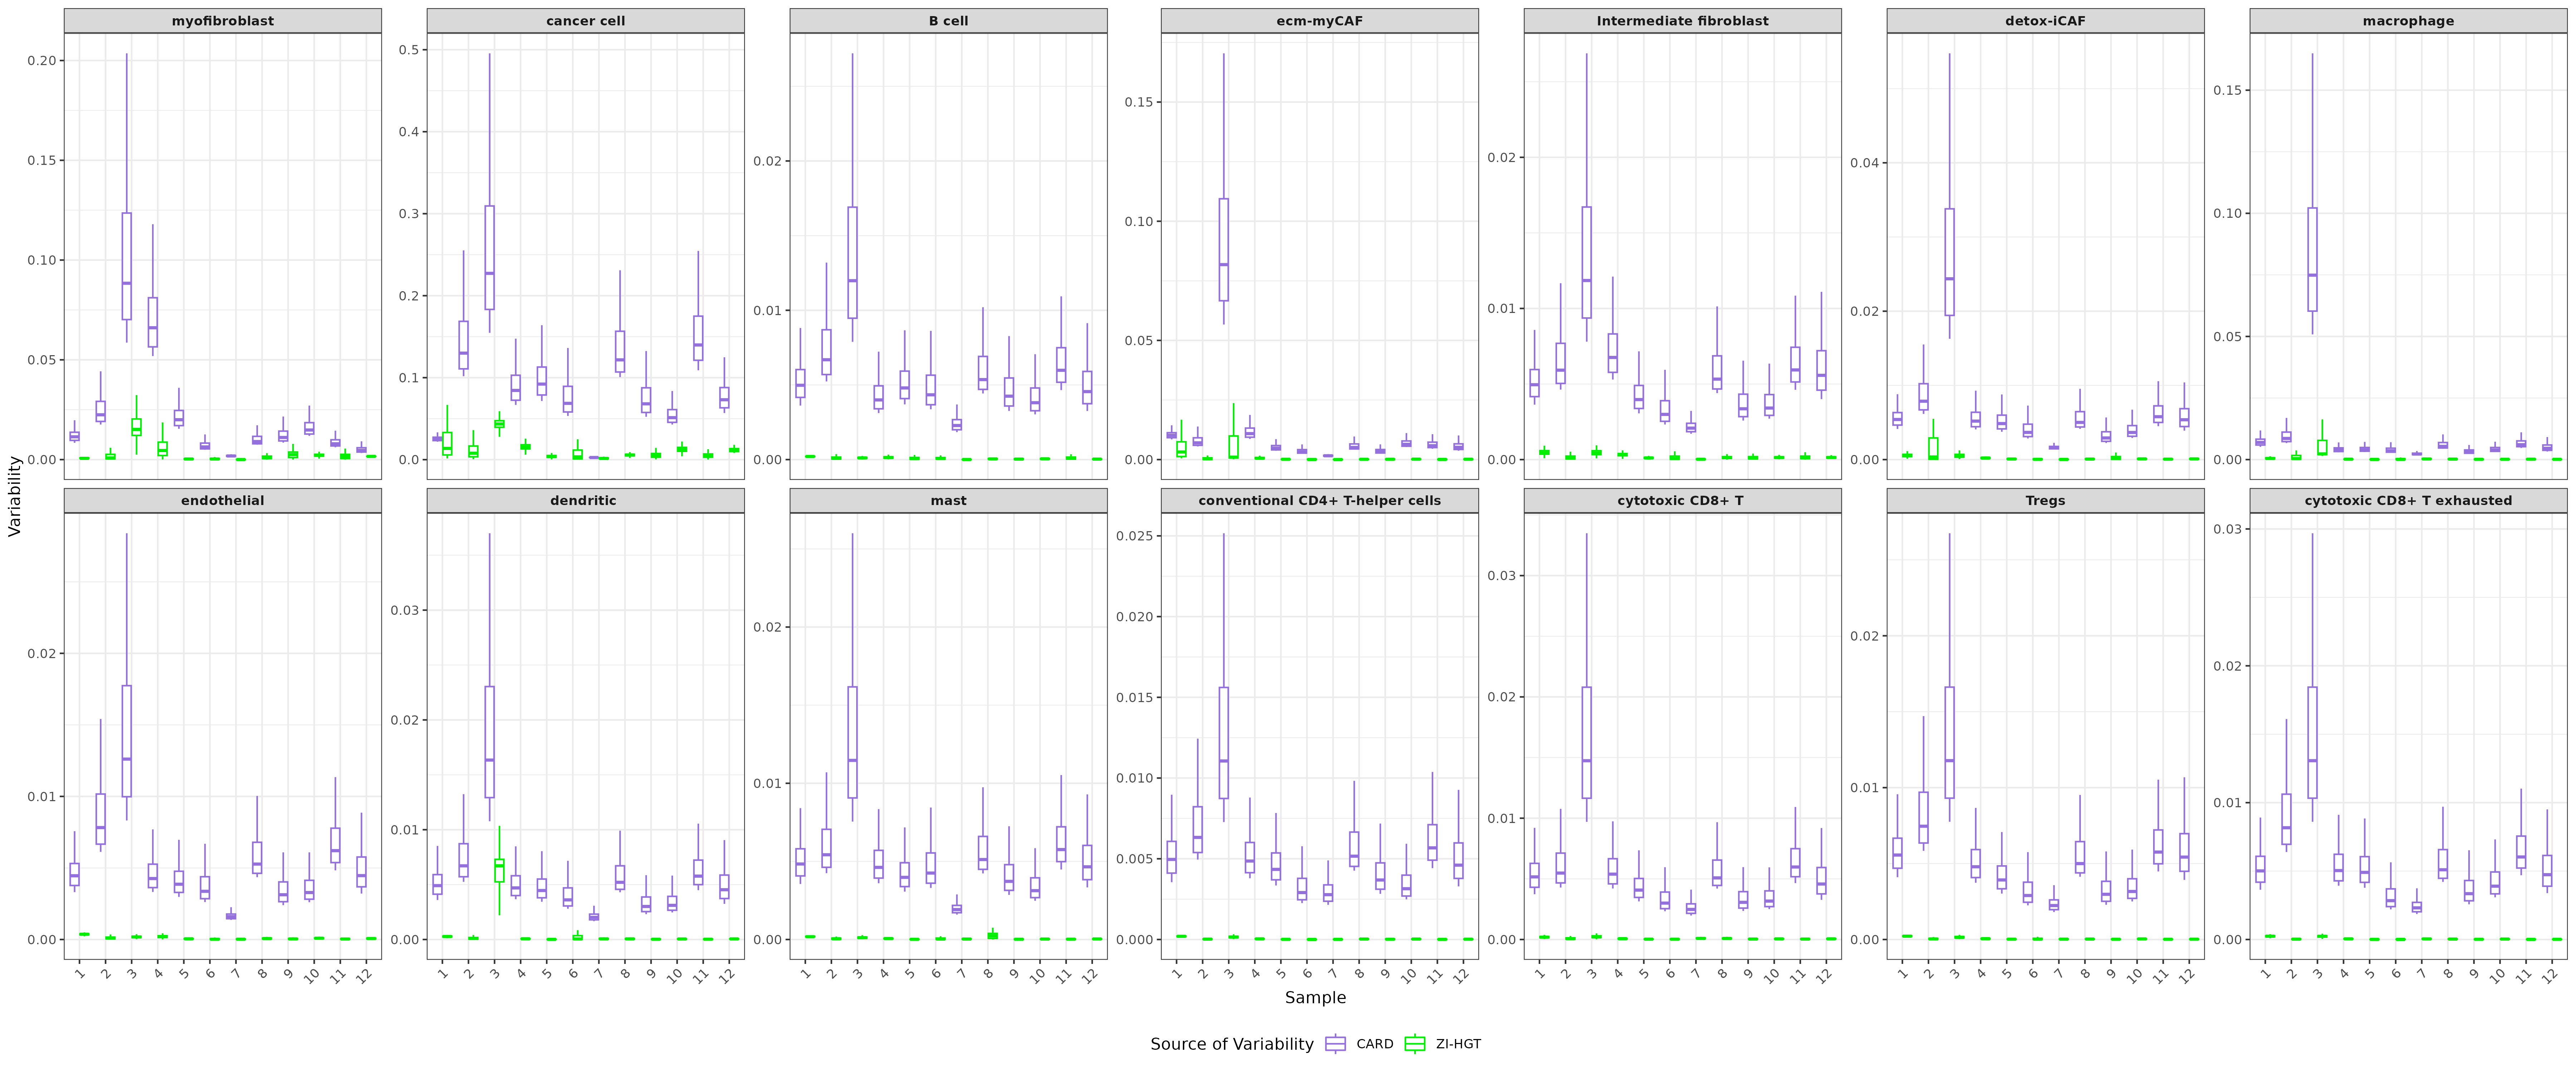 myofibroblast cancer cell B cell ecm-myCAF Intermediate fibroblast detox-iCAF macrophage
0.20 0.15 0.10 0.05 0.00
0.5 0.4 0.3 0.2 0.1 0.0
0.02 0.01 0.00
0.15 0.10 0.05 0.00
0.02 0.01 0.00
0.04 0.02 0.00
0.15 0.10 0.05 0.00
Variability
endothelial dendritic mast conventional CD4+ T-helper cells cytotoxic CD8+ T Tregs cytotoxic CD8+ T exhausted
0.02 0.01 0.00
0.03 0.02 0.01 0.00
0.02 0.01 0.00
0.025 0.020 0.015 0.010 0.005 0.000
0.03 0.02 0.01 0.00
0.02 0.01 0.00
0.03 0.02 0.01 0.00
1 2 3 4 5 6 7 8 9 10 11 12
1 2 3 4 5 6 7 8 9 10 11 12
1 2 3 4 5 6 7 8 9 10 11 12
1 2 3 4 5 6 7 8 9 10 11 12
1 2 3 4 5 6 7 8 9 10 11 12
1 2 3 4 5 6 7 8 9 10 11 12
1 2 3 4 5 6 7 8 9 10 11 12
Sample
Source of Variability CARD ZI-HGT